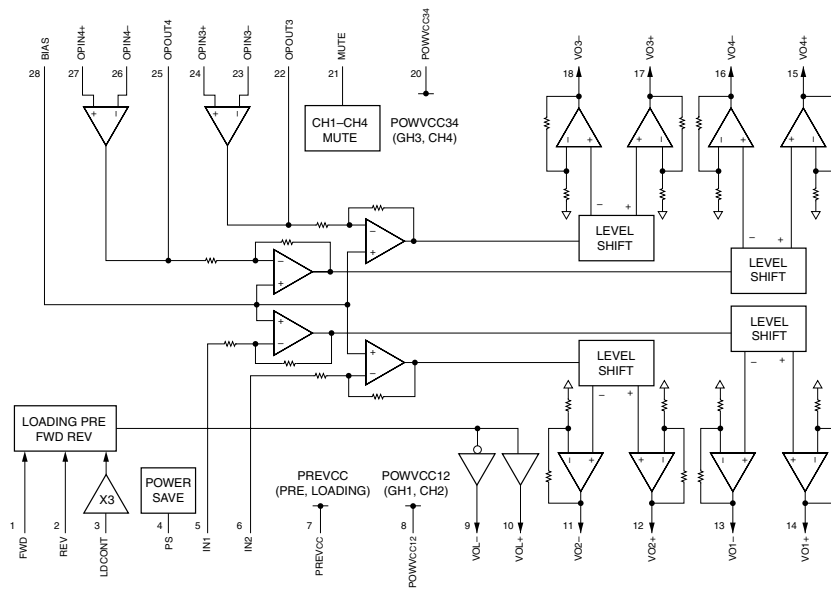 BIAS
OPIN4+
OPIN4–
OPOUT4
OPIN3+
OPIN3–
OPOUT3
MUTE
POWVCC34
VO3–
VO3+
VO4–
VO4+
28
27
26
25
24
23
22
21
20
18
17
16
15
+ –
+ –
CH1–CH4
MUTE
POWVCC34
(GH3, CH4)
– +
+ –
– +
+ –
– +
LEVEL
SHIFT
– +
LEVEL
SHIFT
–
+
–
+
+
–
+
–
LEVEL
SHIFT
– +
LEVEL
SHIFT
– +
LOADING PRE
FWD REV
X3
POWER
SAVE
PREVCC
(PRE, LOADING)
POWVCC12
(GH1, CH2)
– +
+ –
– +
+ –
1
2
3
4
5
6
7
8
9
10
11
12
13
14
FWD
REV
LDCONT
PS
IN1
IN2
PREVCC
POWVCC12
VOL–
VOL+
VO2–
VO2+
VO1–
VO1+